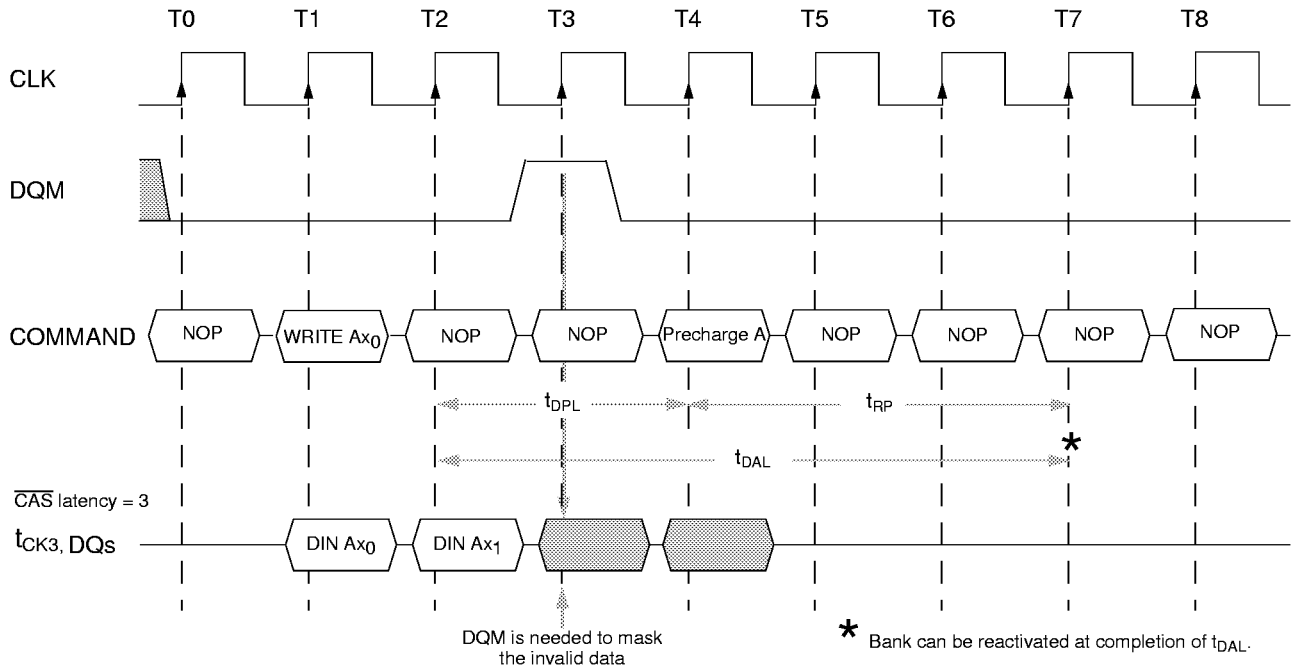 T0 T1 T2 T3 T4 T5 T6 T7 T8
CLK
DQM
COMMAND NOP WRITE Ax0 NOP NOP Precharge A NOP NOP NOP NOP
tDPL tRP
*
tDAL
CAS latency = 3
tCK3, DQs DIN Ax0 DIN Ax1
DQM is needed to mask
the invalid data
* Bank can be reactivated at completion of tDAL.